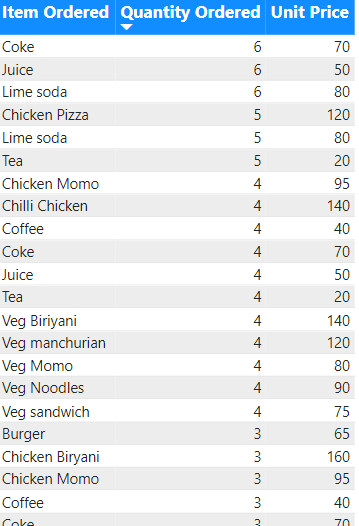 Item Ordered Quantity Ordered Unit Price
Coke 6 70
Juice 6 50
Lime soda 6 80
Chicken Pizza 5 120
Lime soda 5 80
Tea 5 20
Chicken Momo 4 95
Chilli Chicken 4 140
Coffee 4 40
Coke 4 70
Juice 4 50
Tea 4 20
Veg Biriyani 4 140
Veg manchurian 4 120
Veg Momo 4 80
Veg Noodles 4 90
Veg sandwich 4 75
Burger 3 65
Chicken Biryani 3 160
Chicken Momo 3 95
Coffee 3 40
Coke 3 70